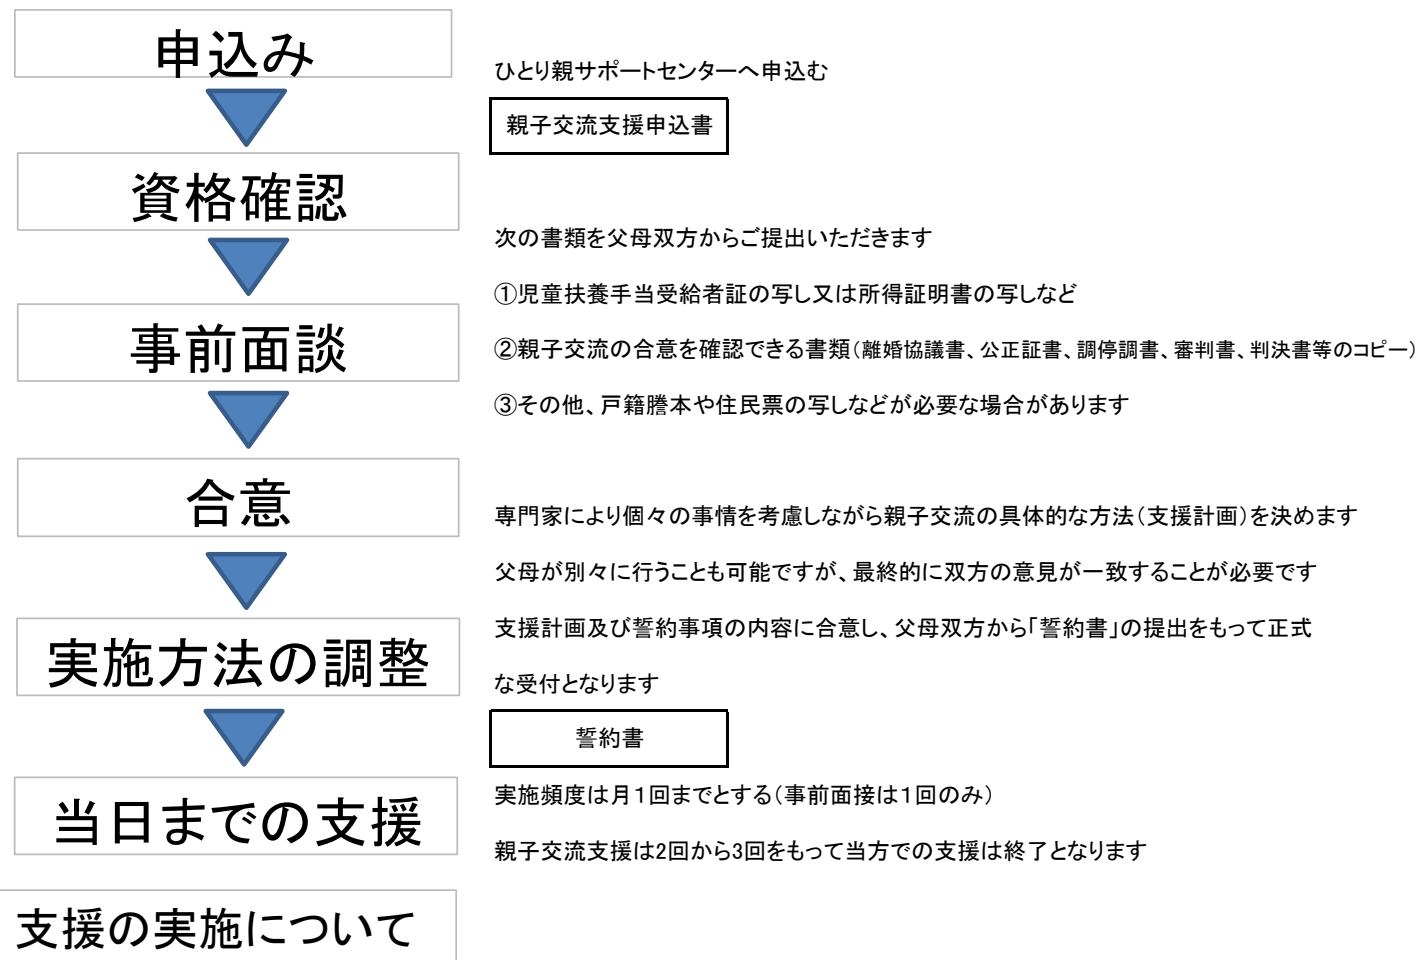 申込み
ひとり親サポートセンターへ申込む
親子交流支援申込書
資格確認
次の書類を父母双方からご提出いただきます
①児童扶養手当受給者証の写し又は所得証明書の写しなど
事前面談
②親子交流の合意を確認できる書類(離婚協議書、公正証書、調停調書、審判書、判決書等のコピー)
③その他、戸籍謄本や住民票の写しなどが必要な場合があります
合意
専門家により個々の事情を考慮しながら親子交流の具体的な方法(支援計画)を決めます
父母が別々に行うことも可能ですが、最終的に双方の意見が一致することが必要です
支援計画及び誓約事項の内容に合意し、父母双方から「誓約書」の提出をもって正式
実施方法の調整
な受付となります
誓約書
実施頻度は月1回までとする(事前面接は1回のみ)
当日までの支援
親子交流支援は2回から3回をもって当方での支援は終了となります
支援の実施について